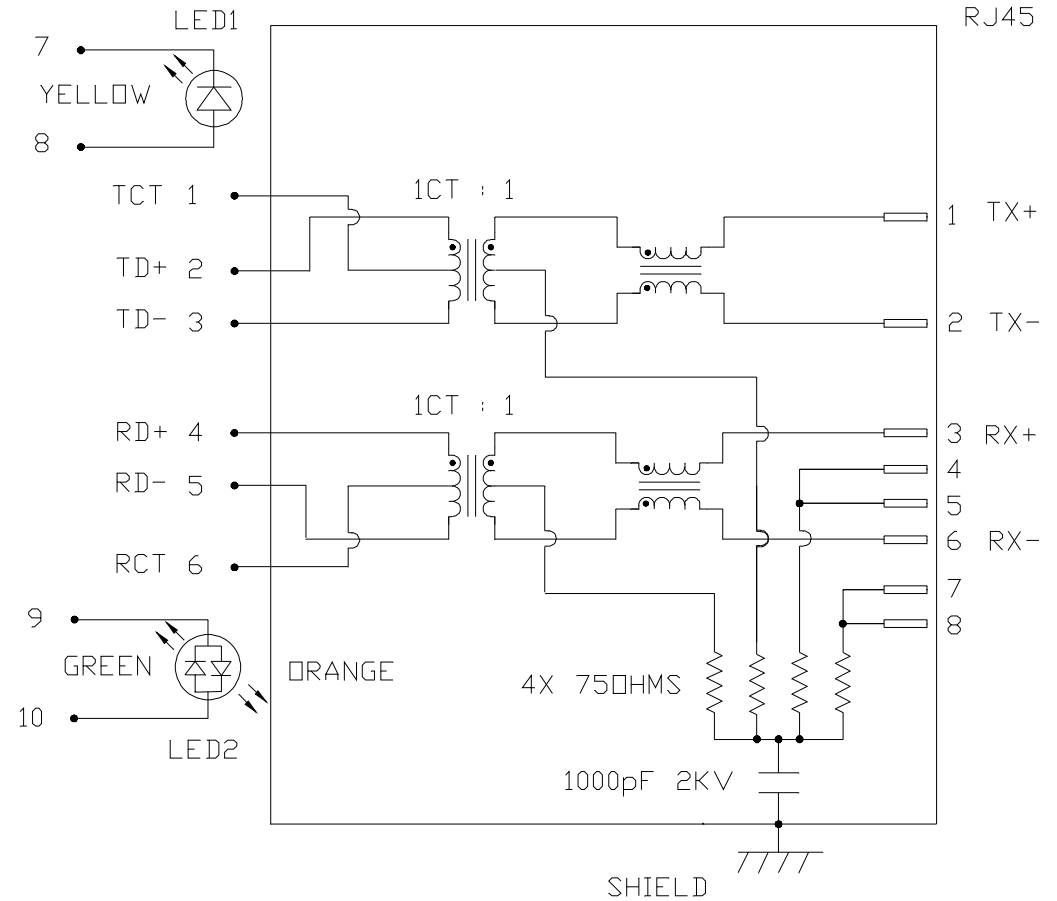 LED1
RJ45
7
YELLOW
8
TCT 1
1CT : 1
1 TX+
TD+ 2
TD- 3
2 TX-
1CT : 1
RD+ 4
3 RX+
4
RD- 5
5
6 RX-
RCT 6
7
9
8
GREEN
ORANGE
4X 75OHMS
10
LED2
1000pF 2KV
SHIELD